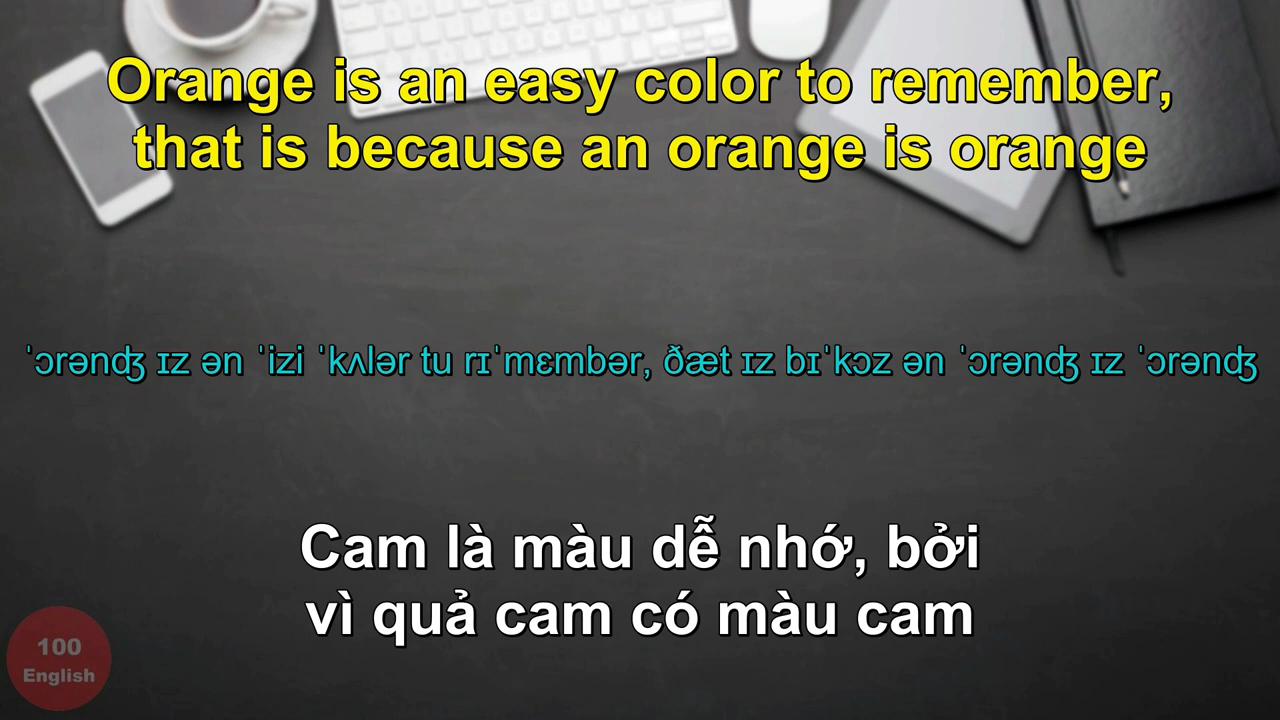 Orange is an easy color to remember,
that is because an orange is orange
ˈɔrənʤ ɪz ən ˈizi ˈkʌlər tu rɪˈmɛmbər, ðæt ɪz bɪˈkɔz ən ˈɔrənʤ ɪz ˈɔrənʤ
Cam là màu dễ nhớ, bởi
vì quả cam có màu cam
100
English